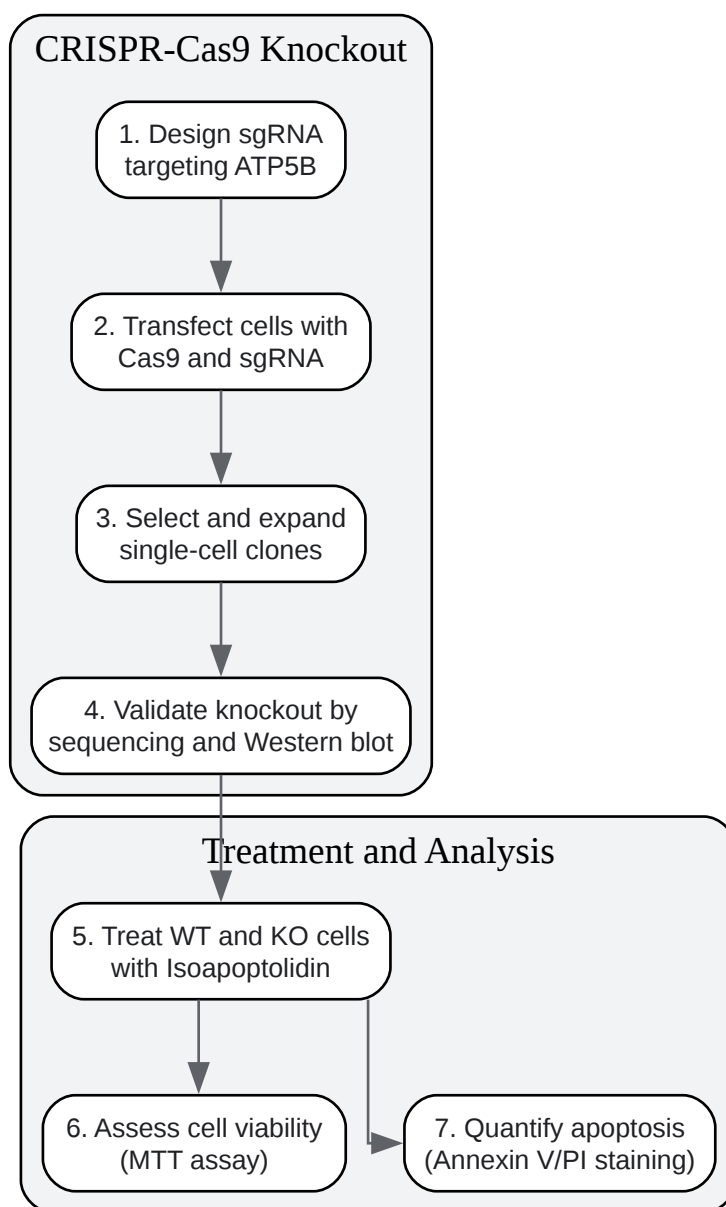 CRISPR-Cas9 Knockout
1. Design sgRNA
targeting ATP5B
2. Transfect cells with
Cas9 and sgRNA
3. Select and expand
single-cell clones
4. Validate knockout by
sequencing and Western blot
Treatment and Analysis
5. Treat WT and KO cells
with Isoapoptolidin
6. Assess cell viability
(MTT assay)
7. Quantify apoptosis
(Annexin V/PI staining)